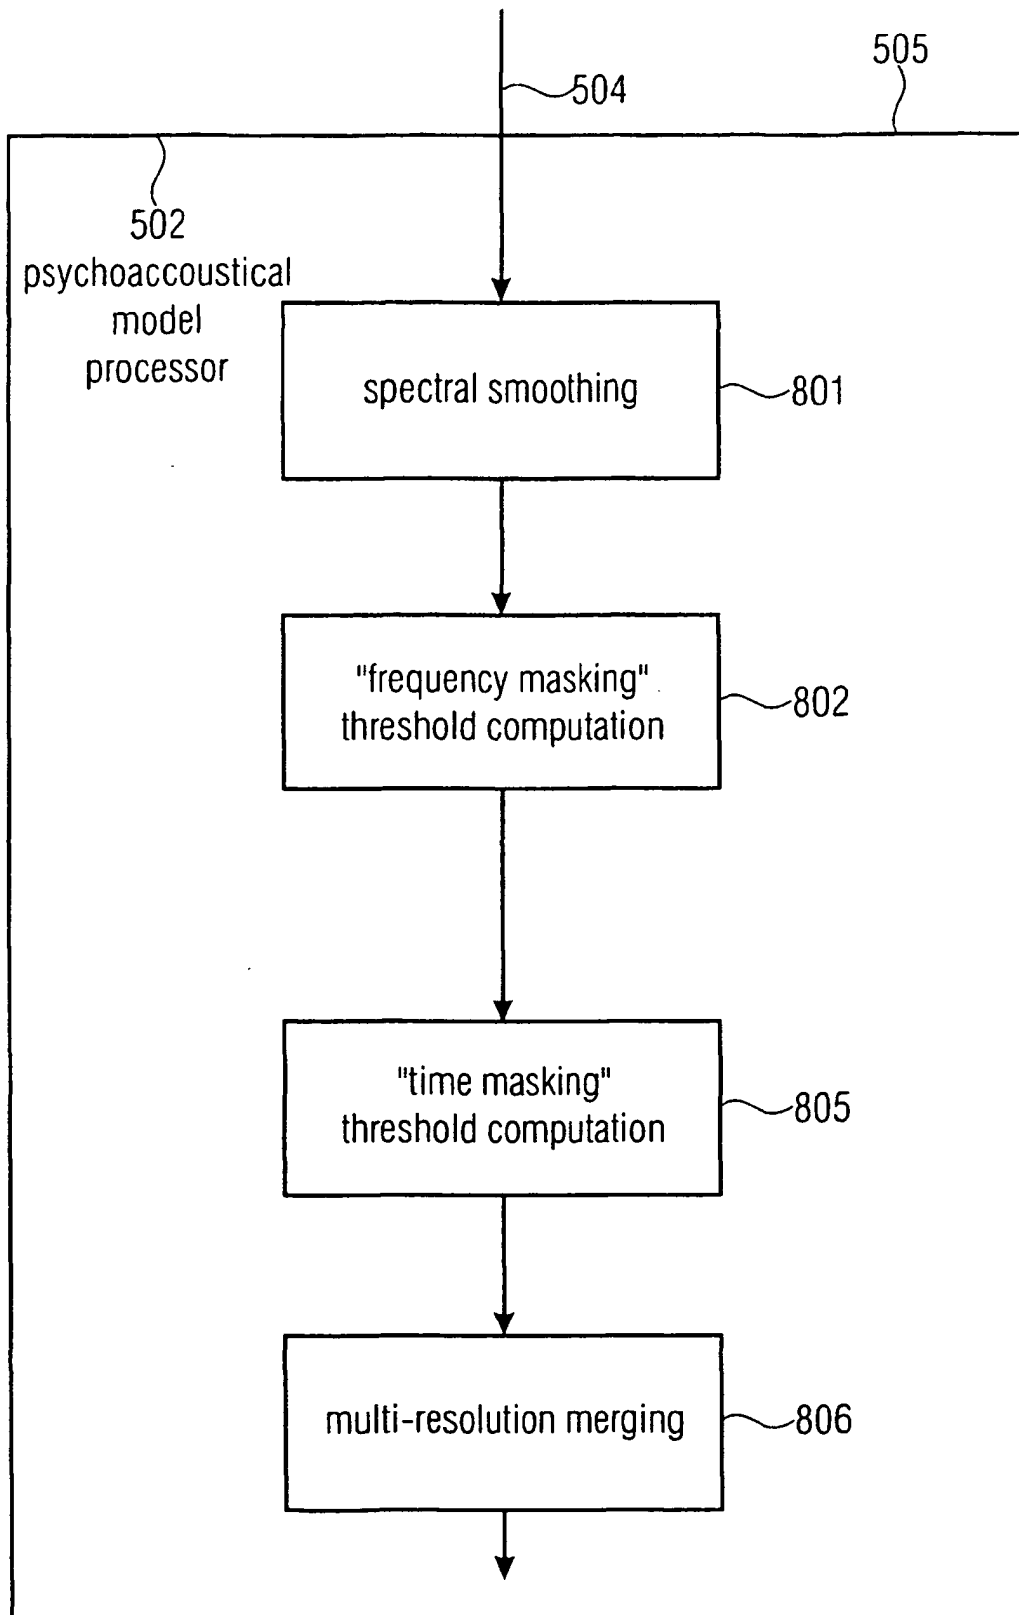 505
504
502
psychoaccoustical
model
processor
spectral smoothing
801
"frequency masking"
threshold computation
802
"time masking"
threshold computation
805
multi-resolution merging
806